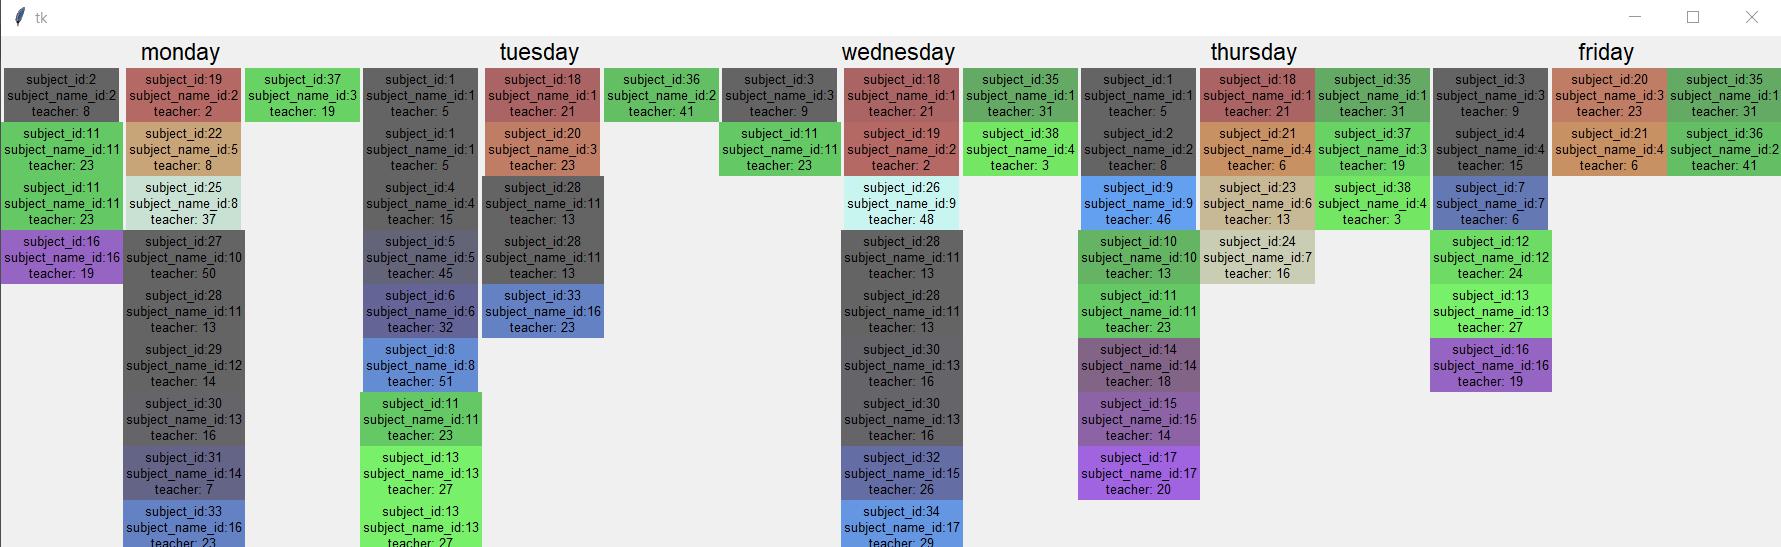 tk
monday
subject_id:2
subject_name_id:2
teacher: 8
subject_id:11
subject_name_id:11
teacher: 23
subject_id:11
subject_name_id:11
teacher: 23
subject_id:16
subject_name_id:16
teacher: 19
subject_id:19
subject_name_id:2
teacher: 2
subject_id:22
subject_name_id:5
teacher: 8
subject_id:25
subject_name_id:8
teacher: 37
subject_id:27
subject_name_id:10
teacher: 50
subject_id:28
subject_name_id:11
teacher: 13
subject_id:29
subject_name_id:12
teacher: 14
subject_id:30
subject_name_id:13
teacher: 16
subject_id:31
subject_name_id:14
teacher: 7
subject_id:33
subject_name_id:16
teacher: 23
subject_id:37
subject_name_id:3
teacher: 19
tuesday
subject_id:1
subject_name_id:1
teacher: 5
subject_id:1
subject_name_id:1
teacher: 5
subject_id:4
subject_name_id:4
teacher: 15
subject_id:5
subject_name_id:5
teacher: 45
subject_id:6
subject_name_id:6
teacher: 32
subject_id:8
subject_name_id:8
teacher: 51
subject_id:11
subject_name_id:11
teacher: 23
subject_id:13
subject_name_id:13
teacher: 27
subject_id:13
subject_name_id:13
teacher: 27
subject_id:18
subject_name_id:1
teacher: 21
subject_id:20
subject_name_id:3
teacher: 23
subject_id:28
subject_name_id:11
teacher: 13
subject_id:28
subject_name_id:11
teacher: 13
subject_id:33
subject_name_id:16
teacher: 23
subject_id:36
subject_name_id:2
teacher: 41
wednesday
subject_id:3
subject_name_id:3
teacher: 9
subject_id:11
subject_name_id:11
teacher: 23
subject_id:18
subject_name_id:1
teacher: 21
subject_id:19
subject_name_id:2
teacher: 2
subject_id:26
subject_name_id:9
teacher: 48
subject_id:28
subject_name_id:11
teacher: 13
subject_id:28
subject_name_id:11
teacher: 13
subject_id:30
subject_name_id:13
teacher: 16
subject_id:30
subject_name_id:13
teacher: 16
subject_id:32
subject_name_id:15
teacher: 26
subject_id:34
subject_name_id:17
teacher: 29
subject_id:35
subject_name_id:1
teacher: 31
subject_id:38
subject_name_id:4
teacher: 3
thursday
subject_id:1
subject_name_id:1
teacher: 5
subject_id:2
subject_name_id:2
teacher: 8
subject_id:9
subject_name_id:9
teacher: 46
subject_id:10
subject_name_id:10
teacher: 13
subject_id:11
subject_name_id:11
teacher: 23
subject_id:14
subject_name_id:14
teacher: 18
subject_id:15
subject_name_id:15
teacher: 14
subject_id:17
subject_name_id:17
teacher: 20
subject_id:18
subject_name_id:1
teacher: 21
subject_id:21
subject_name_id:4
teacher: 6
subject_id:23
subject_name_id:6
teacher: 13
subject_id:24
subject_name_id:7
teacher: 16
subject_id:35
subject_name_id:1
teacher: 31
subject_id:37
subject_name_id:3
teacher: 19
subject_id:38
subject_name_id:4
teacher: 3
friday
subject_id:3
subject_name_id:3
teacher: 9
subject_id:4
subject_name_id:4
teacher: 15
subject_id:7
subject_name_id:7
teacher: 6
subject_id:12
subject_name_id:12
teacher: 24
subject_id:13
subject_name_id:13
teacher: 27
subject_id:16
subject_name_id:16
teacher: 19
subject_id:20
subject_name_id:3
teacher: 23
subject_id:21
subject_name_id:4
teacher: 6
subject_id:35
subject_name_id:1
teacher: 31
subject_id:36
subject_name_id:2
teacher: 41